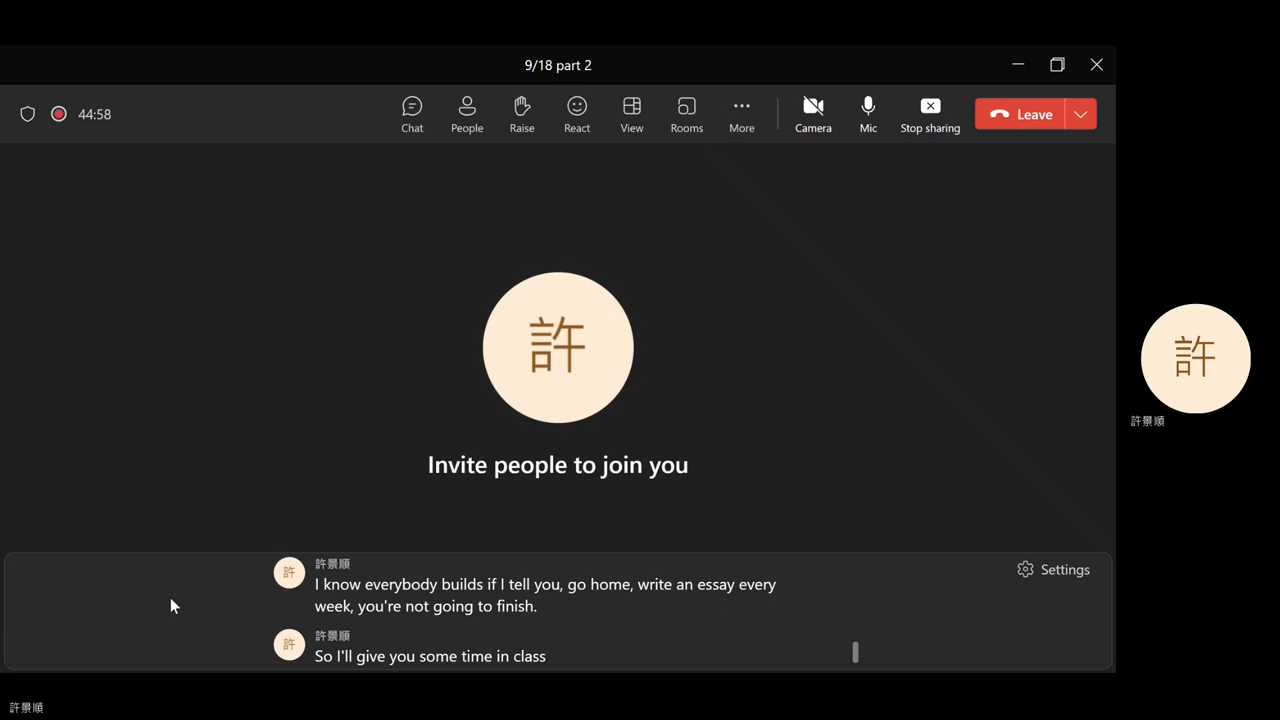 9/18 part 2
44:58
Chat
People
Raise
React
View
Rooms
More
Camera
Mic
Stop sharing
Leave
許
Invite people to join you
許
許景順
許
許景順
I know everybody builds if I tell you, go home, write an essay every
week, you're not going to finish.
Settings
許
許景順
So I'll give you some time in class
許景順